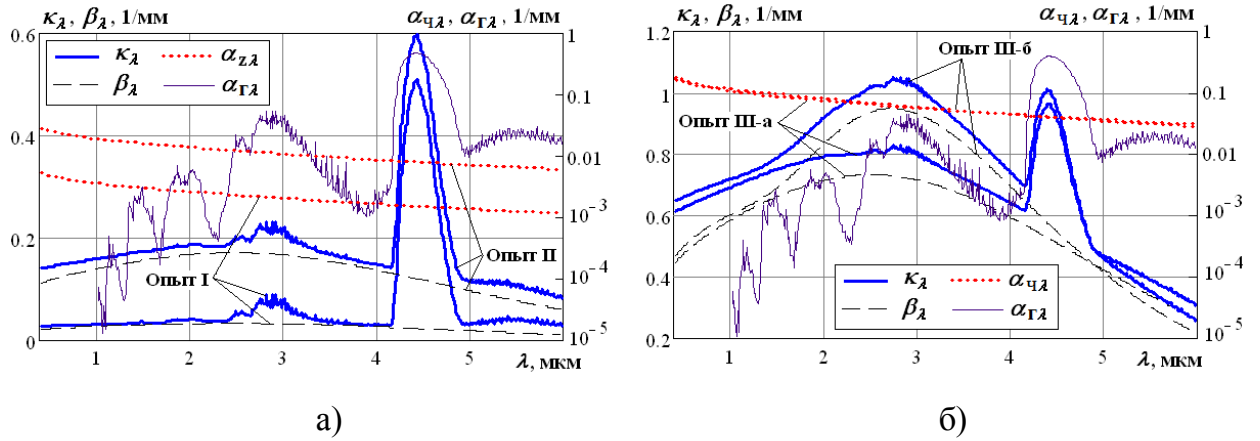 κλ, βλ, 1/мм
αЧλ, αГλ, 1/мм
0.6
0.4
0.2
0
κλ
βλ
αzλ
αГλ
1
0.1
0.01
10⁻³
10⁻⁴
10⁻⁵
Опыт I
Опыт II
1 2 3 4 5 λ, мкм
а)
κλ, βλ, 1/мм
αЧλ, αГλ, 1/мм
1.2
1
0.8
0.6
0.4
0.2
Опыт III-б
Опыт III-а
1
0.1
0.01
10⁻³
10⁻⁴
10⁻⁵
κλ
βλ
αЧλ
αГλ
1 2 3 4 5 λ, мкм
б)